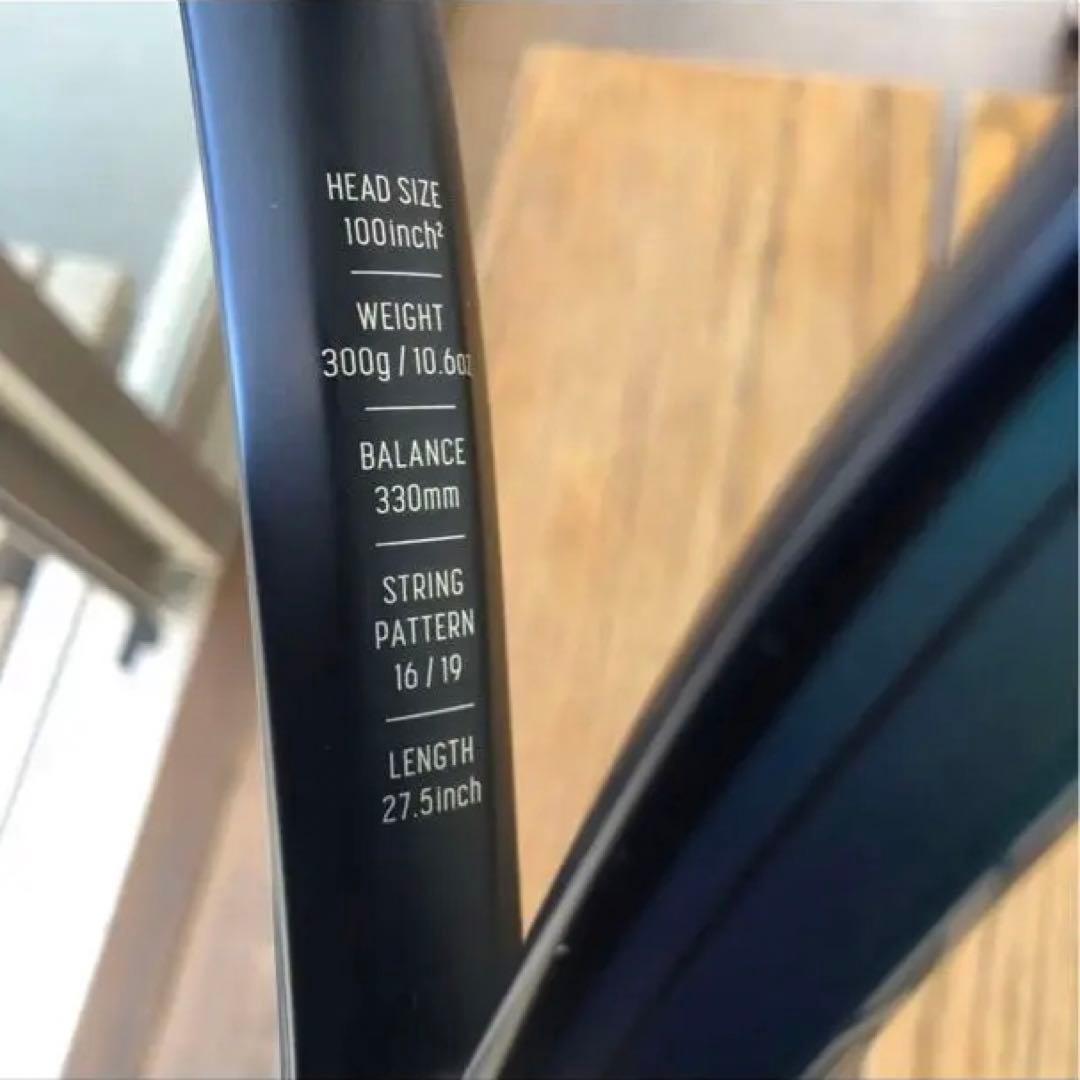 HEAD SIZE
100inch²
WEIGHT
300g / 10.6oz
BALANCE
330mm
STRING
PATTERN
16 / 19
LENGTH
27.5inch